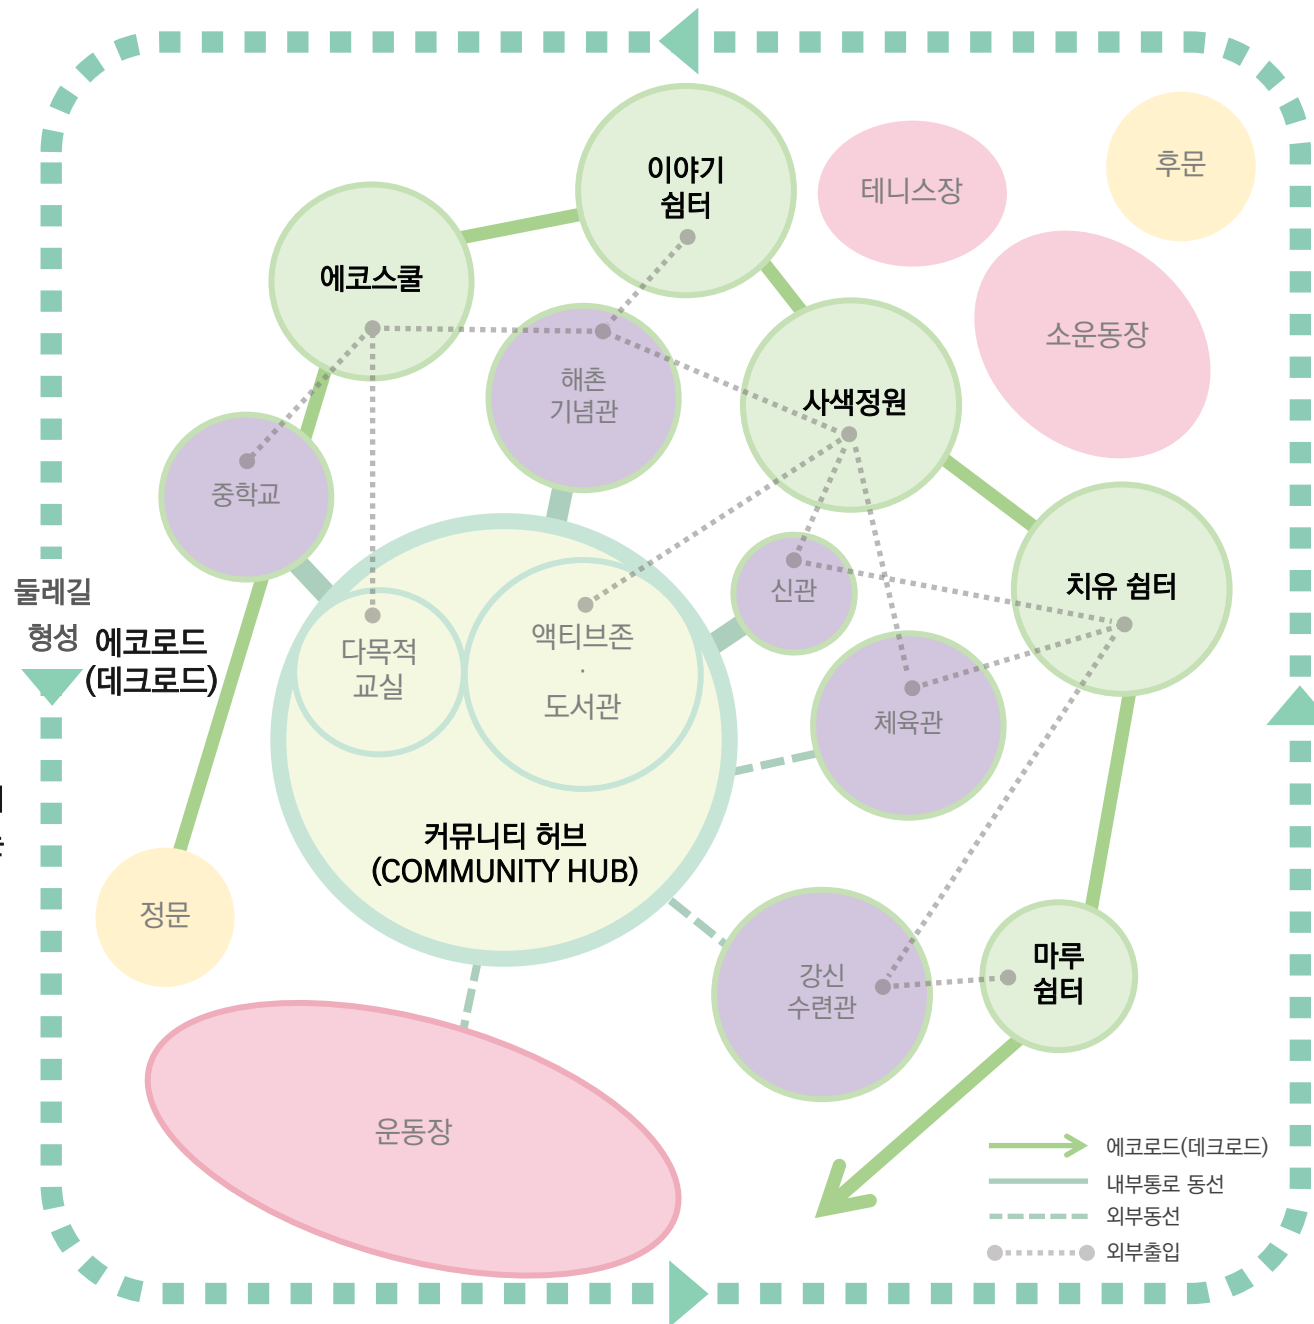 이야기
쉼터
테니스장
후문
에코스쿨
소운동장
해촌
기념관
사색정원
중학교
둘레길
형성
에코로드
(데크로드)
다목적
교실
액티브존
·
도서관
신관
치유 쉼터
체육관
커뮤니티 허브
(COMMUNITY HUB)
정문
강신
수련관
마루
쉼터
운동장
에코로드(데크로드)
내부통로 동선
외부동선
외부출입